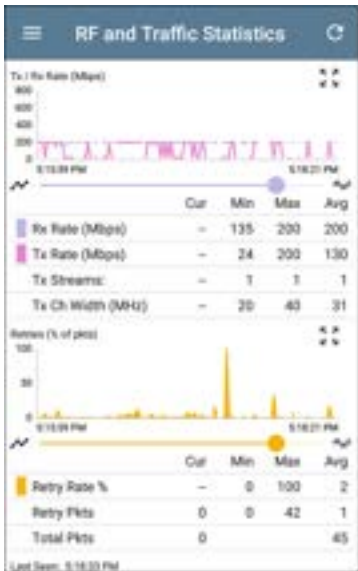 RF and Traffic Statistics
Tx / Rx Rate (Mbps)
800
600
400
200
0
5:15:59 PM 5:18:21 PM
Cur Min Max Avg
Rx Rate (Mbps) – 135 200 200
Tx Rate (Mbps) – 24 200 130
Tx Streams: – 1 1 1
Tx Ch Width (MHz) – 20 40 31
Retries (% of pkts)
100
50
0
5:15:59 PM 5:18:21 PM
Cur Min Max Avg
Retry Rate % – 0 100 2
Retry Pkts 0 0 42 1
Total Pkts 0 45
Last Seen: 5:18:33 PM